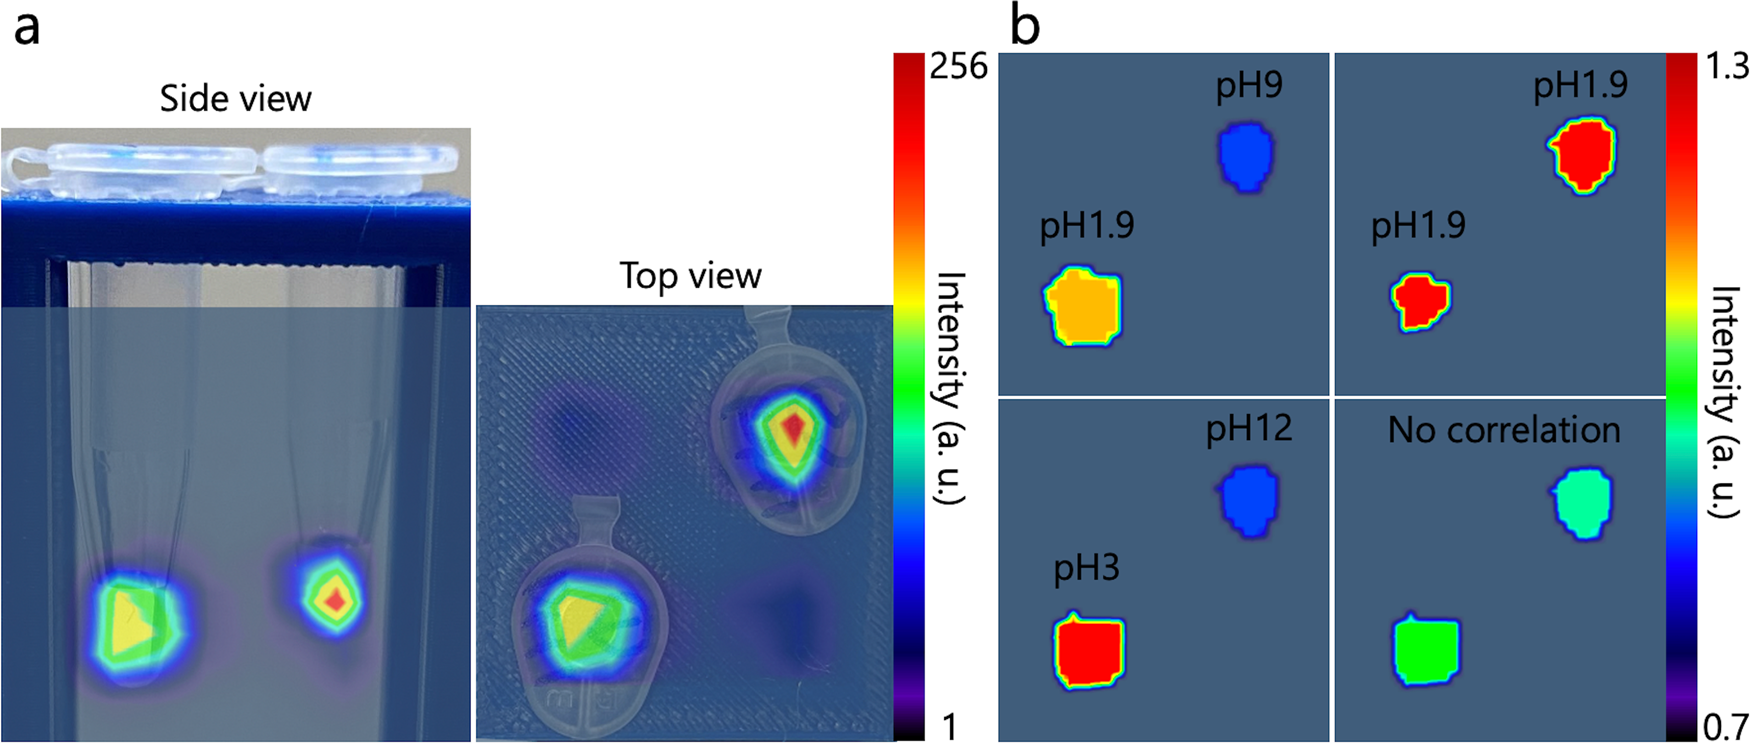 a
Side view
Top view
256
Intensity (a. u.)
1
b
pH9
pH1.9
pH1.9
pH1.9
pH12
pH3
No correlation
1.3
Intensity (a. u.)
0.7